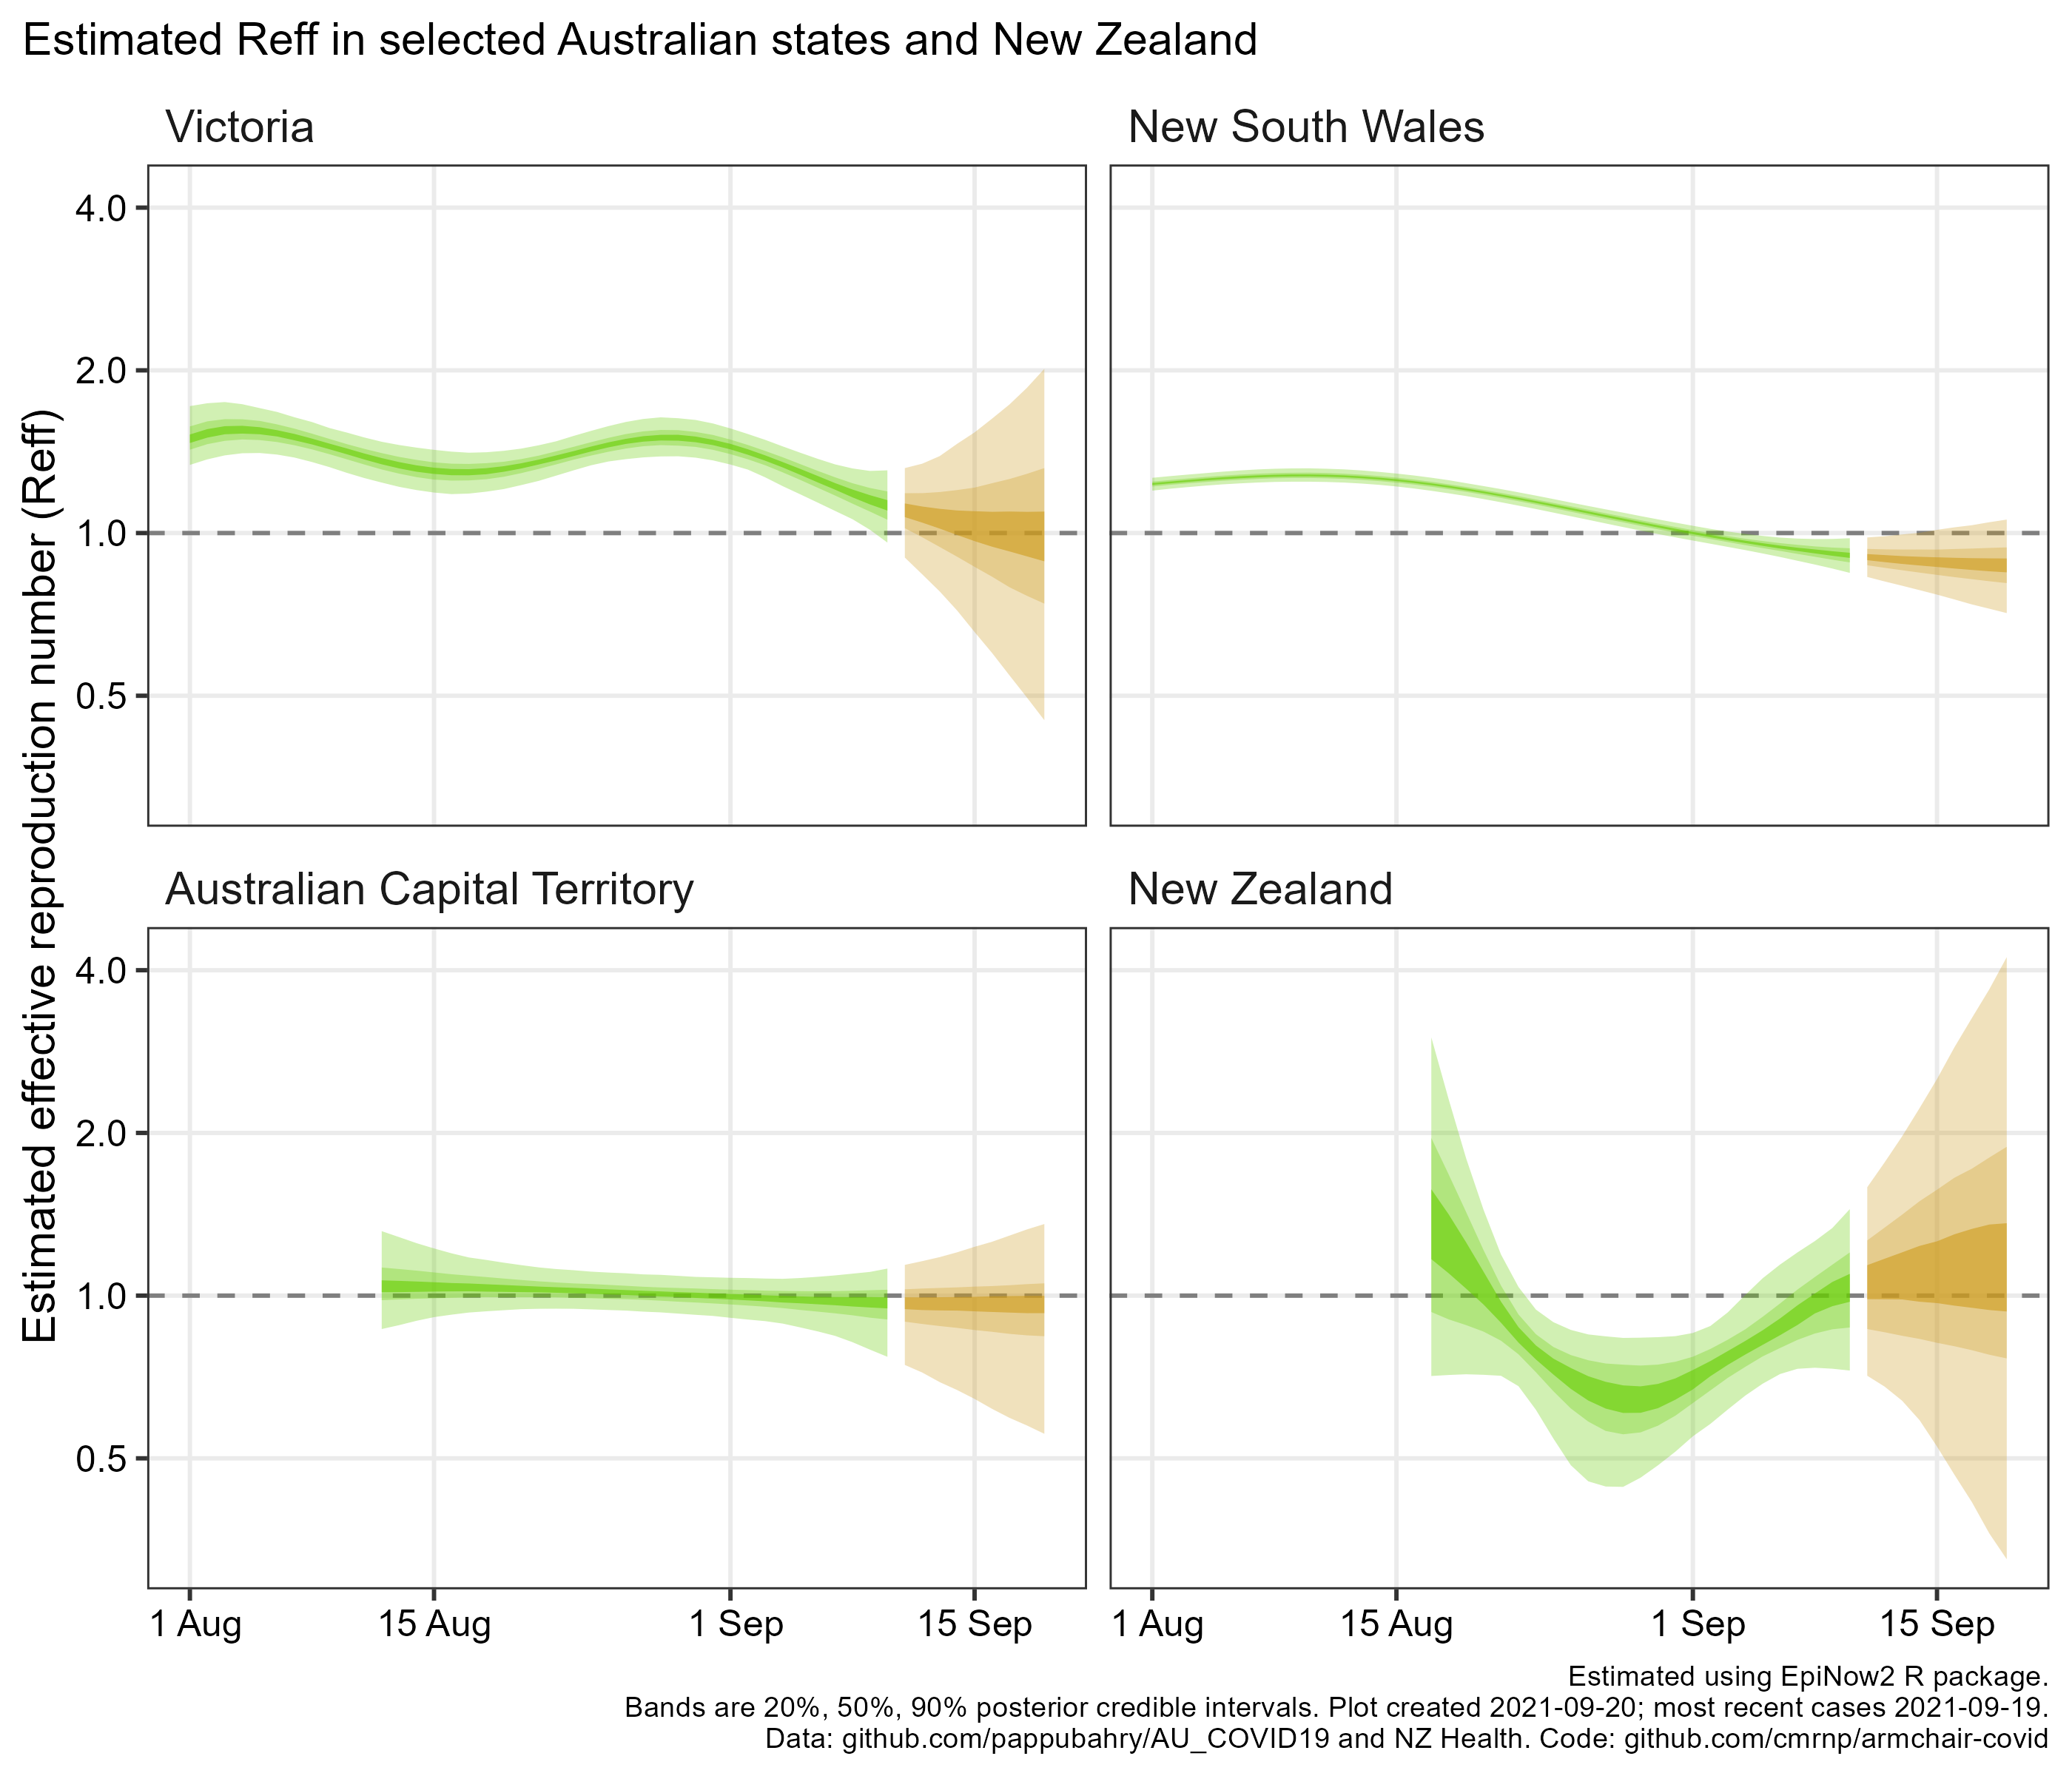 Estimated Reff in selected Australian states and New Zealand
Estimated effective reproduction number (Reff)
Victoria
New South Wales
4.0
2.0
1.0
0.5
Australian Capital Territory
New Zealand
4.0
2.0
1.0
0.5
1 Aug
15 Aug
1 Sep
15 Sep
1 Aug
15 Aug
1 Sep
15 Sep
Estimated using EpiNow2 R package.
Bands are 20%, 50%, 90% posterior credible intervals. Plot created 2021-09-20; most recent cases 2021-09-19.
Data: github.com/pappubahry/AU_COVID19 and NZ Health. Code: github.com/cmrnp/armchair-covid